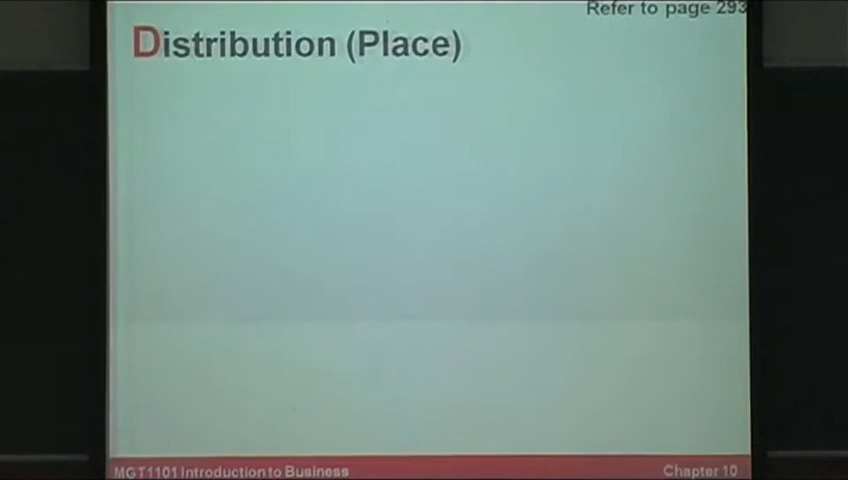 Refer to page 293
Distribution (Place)
MGT1101 Introduction to Business
Chapter 10